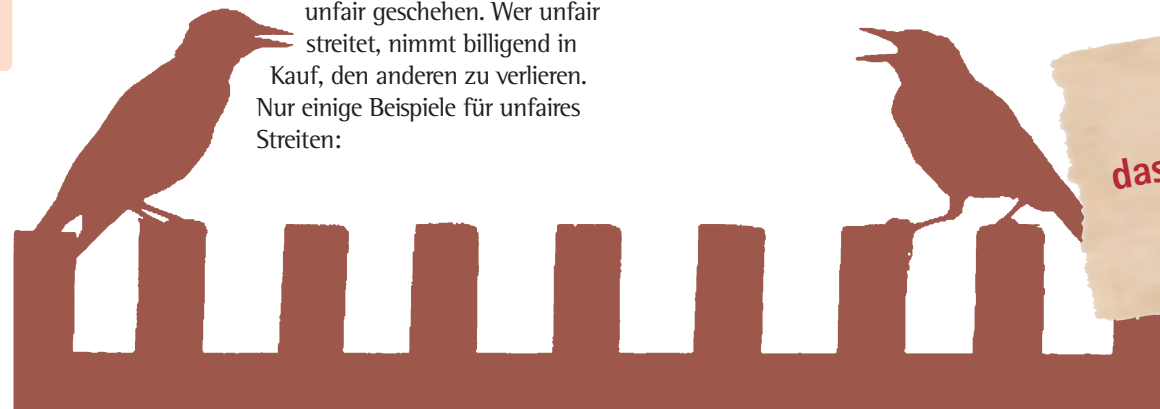 unfair geschehen. Wer unfair
streitet, nimmt billigend in
Kauf, den anderen zu verlieren.
Nur einige Beispiele für unfaires
Streiten:
das